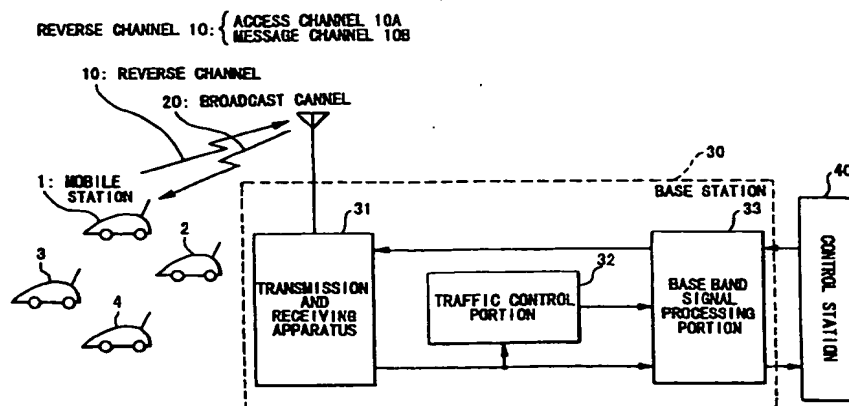 REVERSE CHANNEL 10: { ACCESS CHANNEL 10A
MESSAGE CHANNEL 10B
10: REVERSE CHANNEL
20: BROADCAST CANNEL
1: MOBILE
STATION
2
3
4
30
BASE STATION
31
TRANSMISSION
AND
RECEIVING
APPARATUS
32
TRAFFIC CONTROL
PORTION
33
BASE BAND
SIGNAL
PROCESSING
PORTION
40
CONTROL STATION